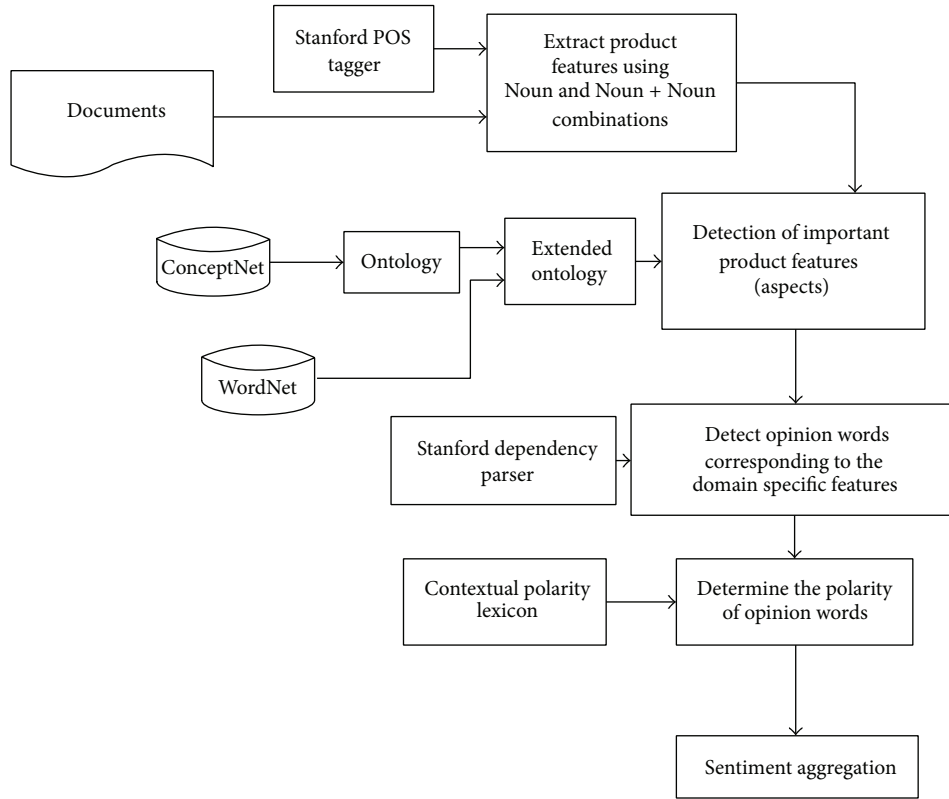 Stanford POS
tagger
Extract product
features using
Noun and Noun + Noun
combinations
Documents
ConceptNet
Ontology
Extended
ontology
Detection of important
product features
(aspects)
WordNet
Stanford dependency
parser
Detect opinion words
corresponding to the
domain specific features
Contextual polarity
lexicon
Determine the polarity
of opinion words
Sentiment aggregation